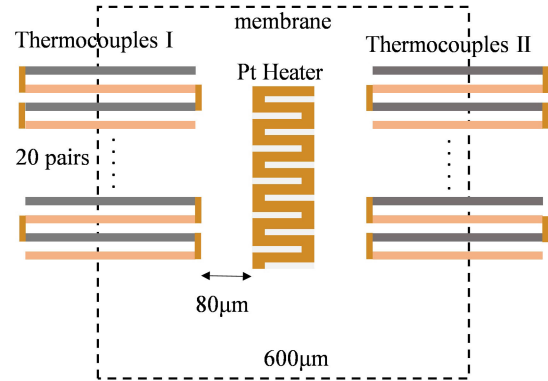 membrane
Thermocouples I
Thermocouples II
Pt Heater
20 pairs
80μm
600μm